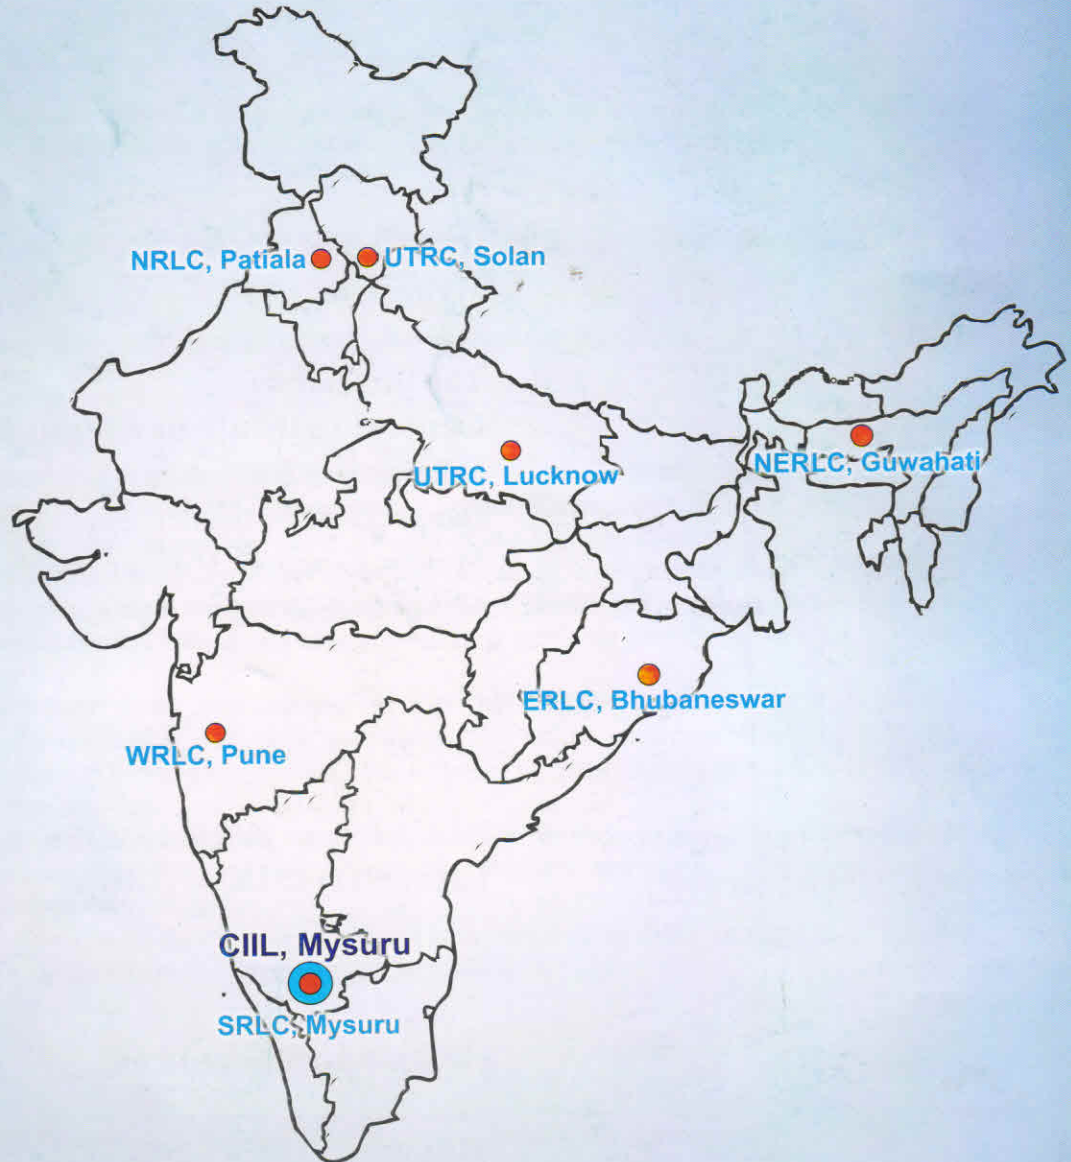 NRLC, Patiala
UTRC, Solan
UTRC, Lucknow
NERLC, Guwahati
ERLC, Bhubaneswar
WRLC, Pune
CIIL, Mysuru
SRLC, Mysuru